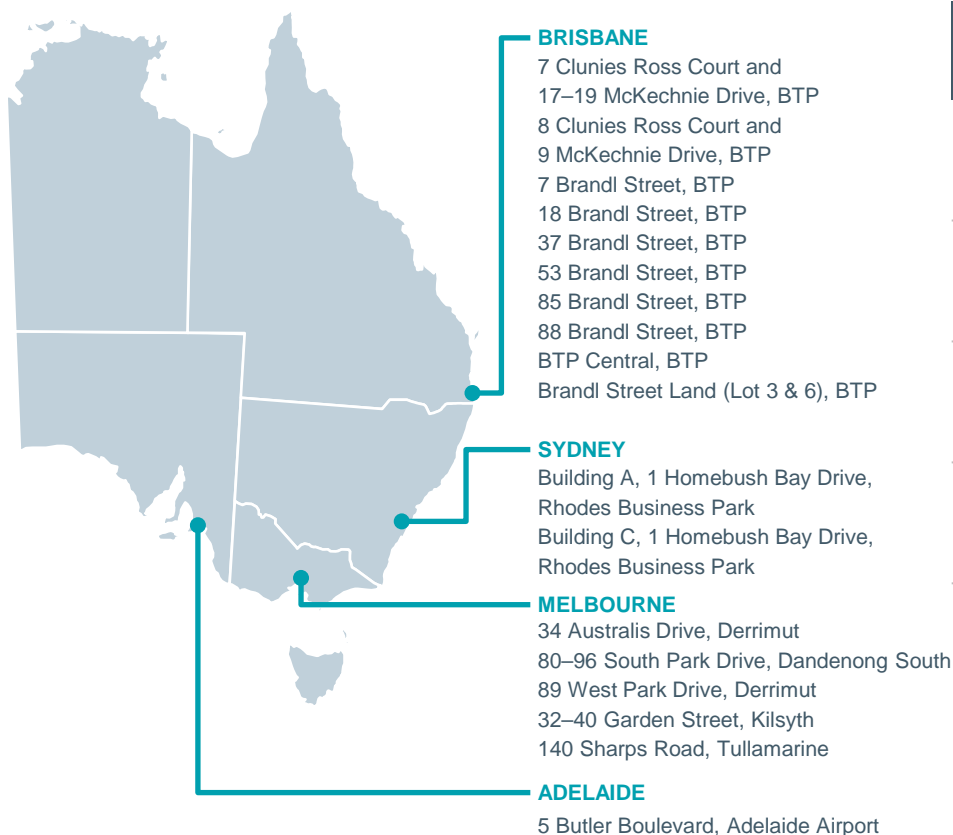 BRISBANE
7 Clunies Ross Court and
17–19 McKechnie Drive, BTP
8 Clunies Ross Court and
9 McKechnie Drive, BTP
7 Brandl Street, BTP
18 Brandl Street, BTP
37 Brandl Street, BTP
53 Brandl Street, BTP
85 Brandl Street, BTP
88 Brandl Street, BTP
BTP Central, BTP
Brandl Street Land (Lot 3 & 6), BTP
SYDNEY
Building A, 1 Homebush Bay Drive,
Rhodes Business Park
Building C, 1 Homebush Bay Drive,
Rhodes Business Park
MELBOURNE
34 Australis Drive, Derrimut
80–96 South Park Drive, Dandenong South
89 West Park Drive, Derrimut
32–40 Garden Street, Kilsyth
140 Sharps Road, Tullamarine
ADELAIDE
5 Butler Boulevard, Adelaide Airport